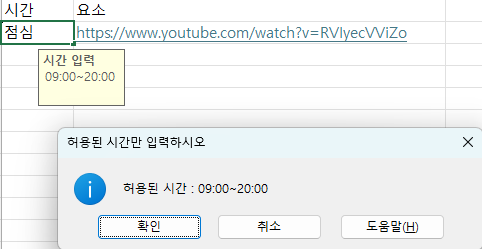 시간 요소
점심 https://www.youtube.com/watch?v=RVIyecVViZo
시간 입력
09:00~20:00
허용된 시간만 입력하시오
허용된 시간 : 09:00~20:00
확인 취소 도움말(H)